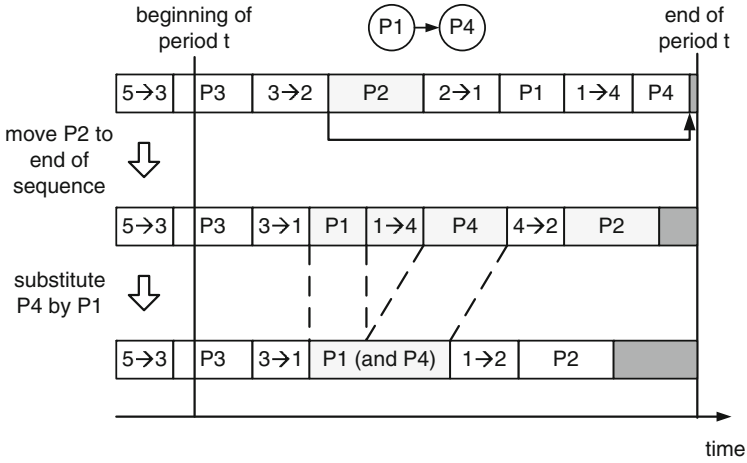 beginning of
period t
P1 P4
end of
period t
5→3 P3 3→2 P2 2→1 P1 1→4 P4
move P2 to
end of
sequence
5→3 P3 3→1 P1 1→4 P4 4→2 P2
substitute
P4 by P1
5→3 P3 3→1 P1 (and P4) 1→2 P2
time